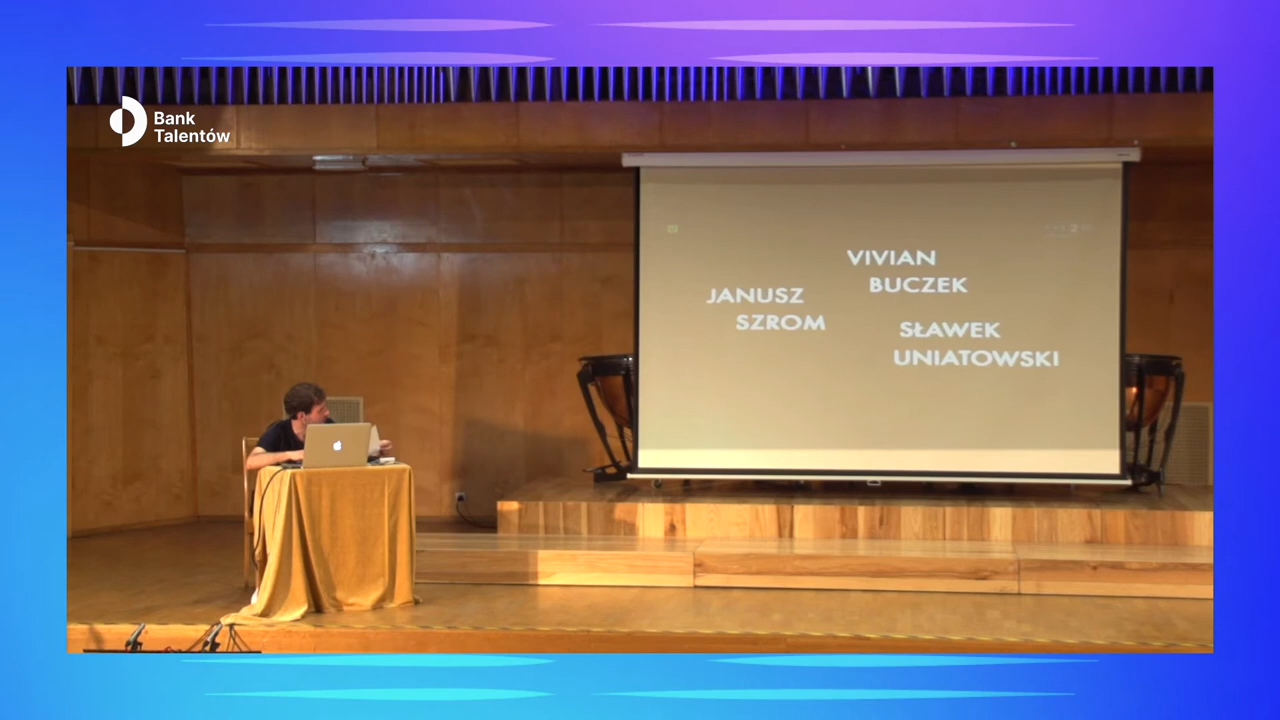 Bank
Talentów
JANUSZ
SZROM
VIVIAN
BUCZEK
SŁAWEK
UNIATOWSKI